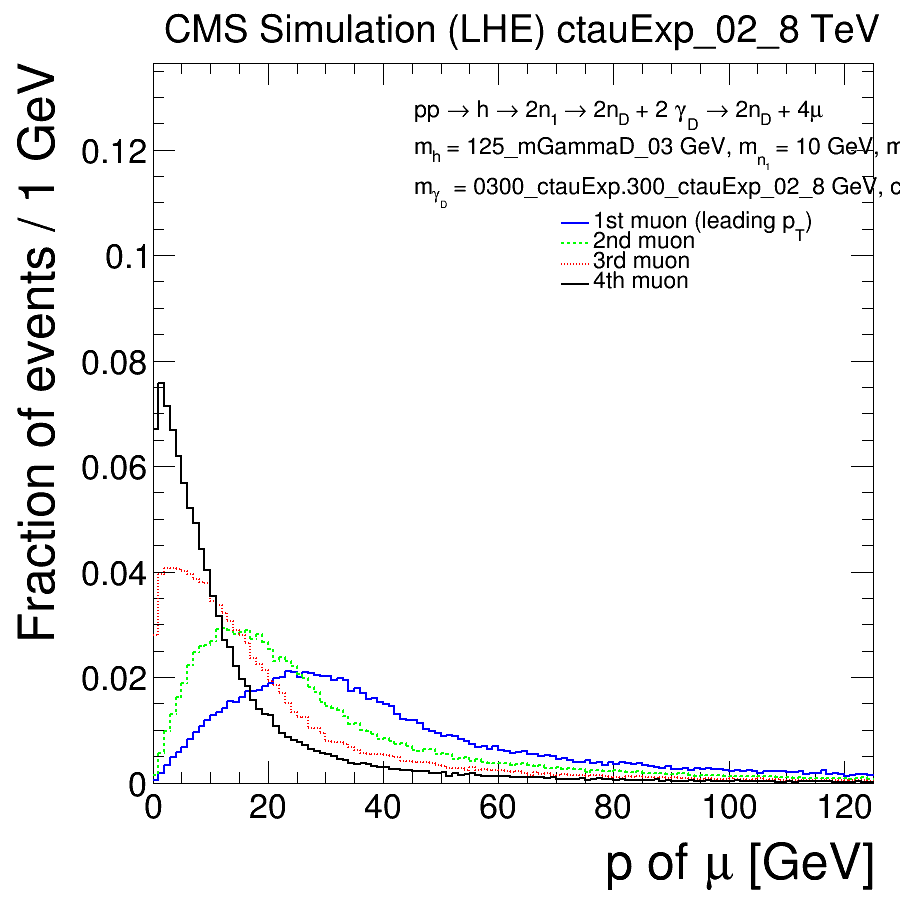 CMS Simulation (LHE) ctauExp_02_8 TeV
Fraction of events / 1 GeV
pp → h → 2n1 → 2nD + 2 γD → 2nD + 4μ
mh = 125_mGammaD_03 GeV, mn1 = 10 GeV, m
mγD = 0300_ctauExp.300_ctauExp_02_8 GeV, c
1st muon (leading pT)
2nd muon
3rd muon
4th muon
0.12
0.1
0.08
0.06
0.04
0.02
0
0 20 40 60 80 100 120
p of μ [GeV]